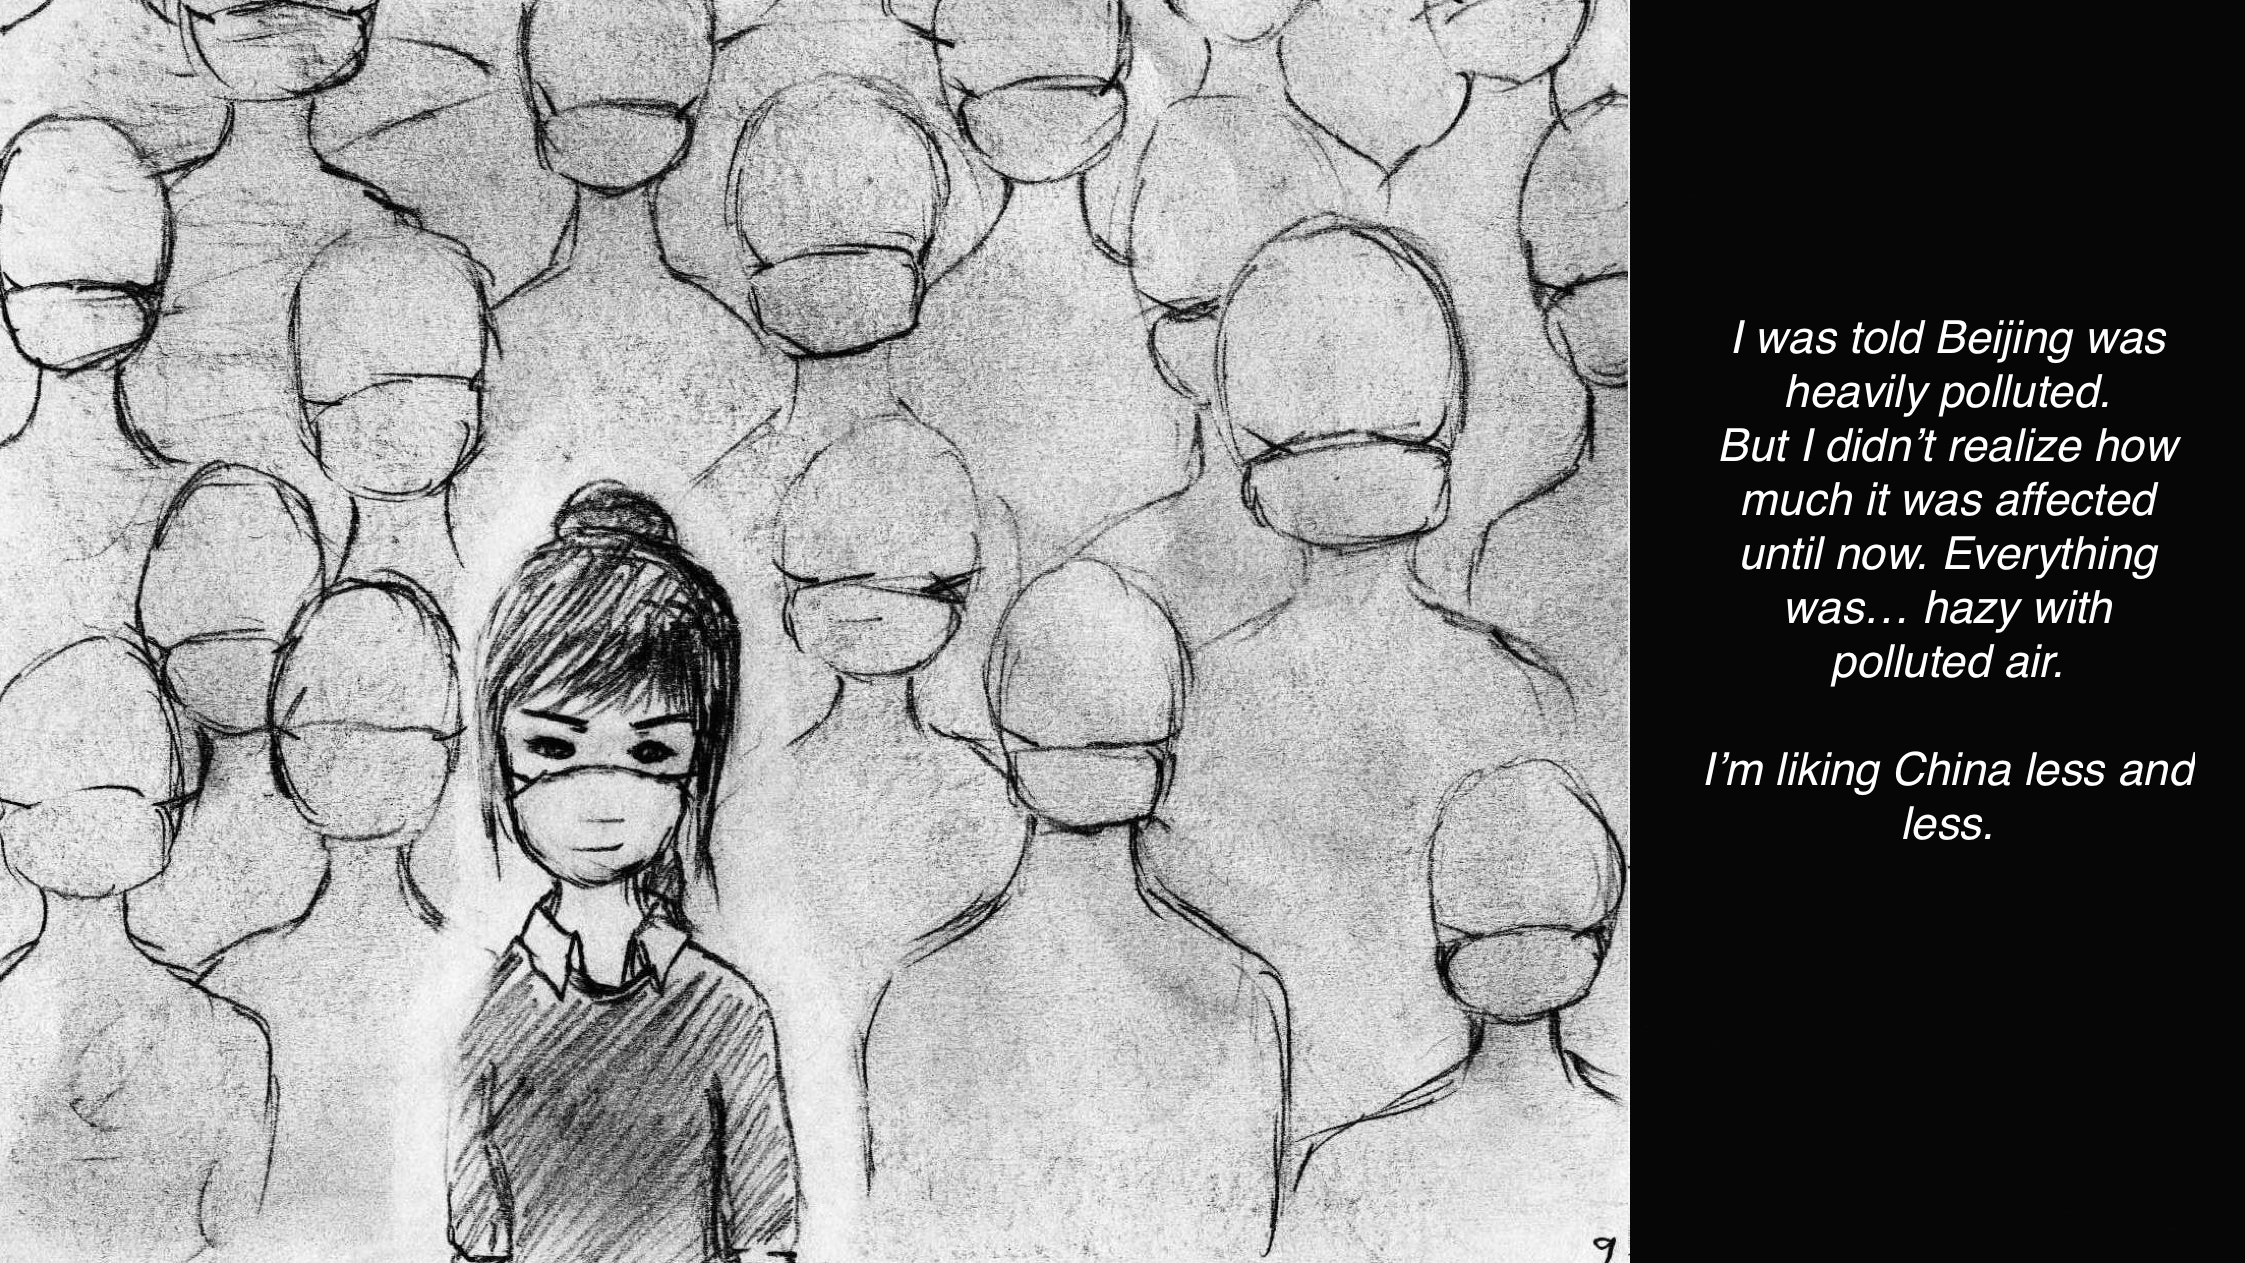 I was told Beijing was
heavily polluted.
But I didn’t realize how
much it was affected
until now. Everything
was… hazy with
polluted air.
I’m liking China less and
less.
9